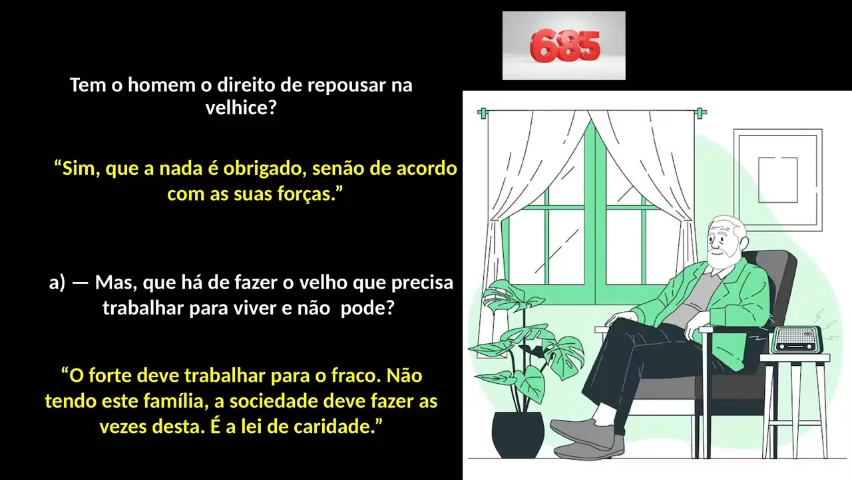 685
Tem o homem o direito de repousar na
velhice?
“Sim, que a nada é obrigado, senão de acordo
com as suas forças.”
a) — Mas, que há de fazer o velho que precisa
trabalhar para viver e não pode?
“O forte deve trabalhar para o fraco. Não
tendo este família, a sociedade deve fazer as
vezes desta. É a lei de caridade.”